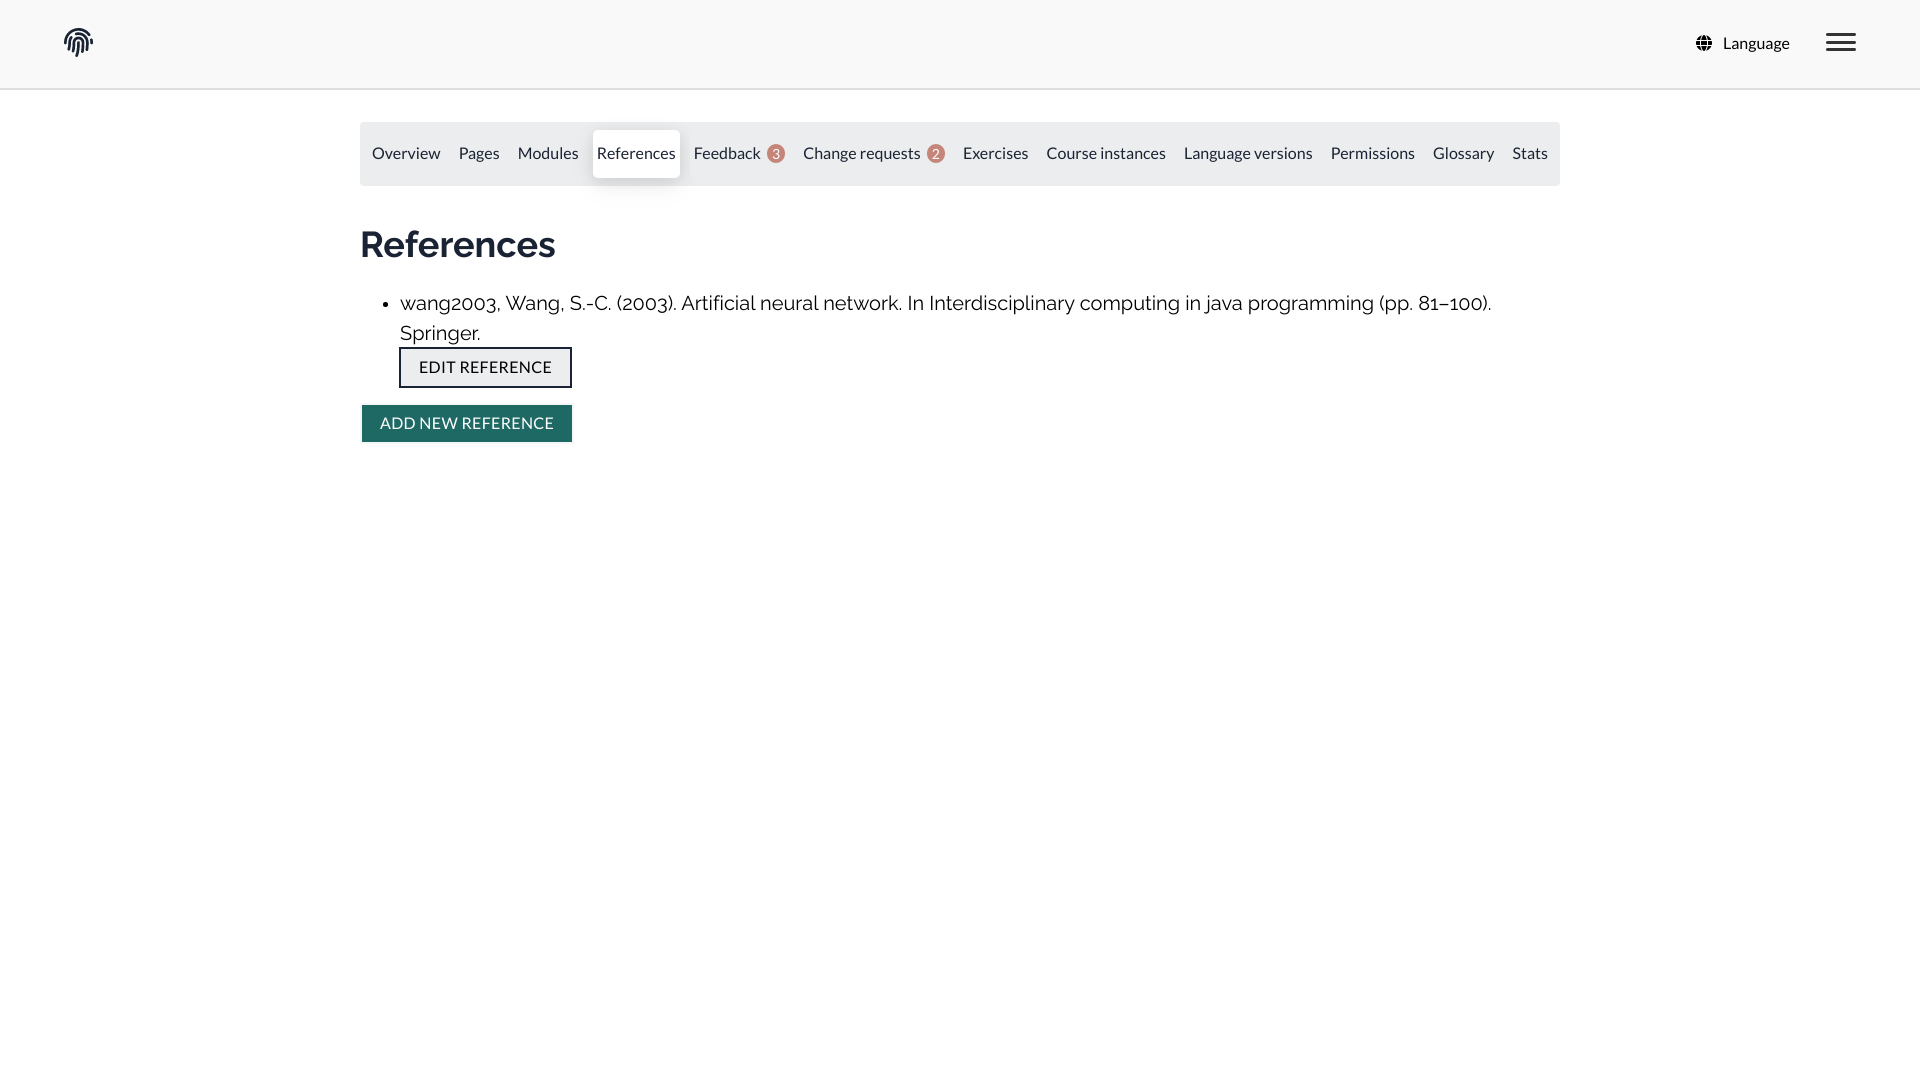 Language
Overview Pages Modules References Feedback 3 Change requests 2 Exercises Course instances Language versions Permissions Glossary Stats
References
• wang2003, Wang, S.-C. (2003). Artificial neural network. In Interdisciplinary computing in java programming (pp. 81–100).
Springer.
EDIT REFERENCE
ADD NEW REFERENCE